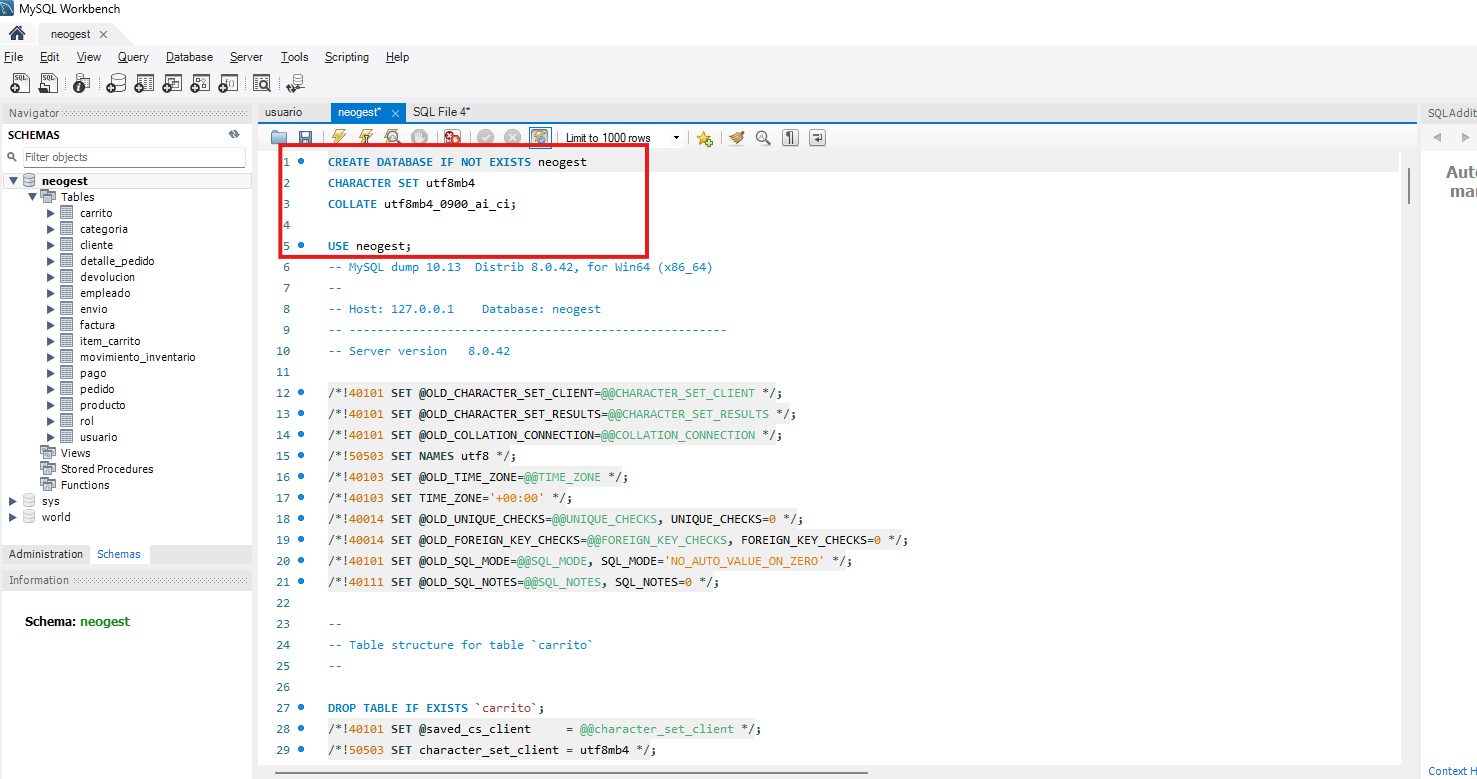 MySQL Workbench
neogest
File Edit View Query Database Server Tools Scripting Help
Navigator
SCHEMAS
Filter objects
neogest
Tables
carrito
categoria
cliente
detalle_pedido
devolucion
empleado
envio
factura
item_carrito
movimiento_inventario
pago
pedido
producto
rol
usuario
Views
Stored Procedures
Functions
sys
world
Administration Schemas
Information
Schema: neogest
usuario neogest* SQL File 4*
Limit to 1000 rows
1 CREATE DATABASE IF NOT EXISTS neogest
2 CHARACTER SET utf8mb4
3 COLLATE utf8mb4_0900_ai_ci;
4
5 USE neogest;
6 -- MySQL dump 10.13  Distrib 8.0.42, for Win64 (x86_64)
7 --
8 -- Host: 127.0.0.1    Database: neogest
9 -- ------------------------------------------------------
10 -- Server version   8.0.42
11
12 /*!40101 SET @OLD_CHARACTER_SET_CLIENT=@@CHARACTER_SET_CLIENT */;
13 /*!40101 SET @OLD_CHARACTER_SET_RESULTS=@@CHARACTER_SET_RESULTS */;
14 /*!40101 SET @OLD_COLLATION_CONNECTION=@@COLLATION_CONNECTION */;
15 /*!50503 SET NAMES utf8 */;
16 /*!40103 SET @OLD_TIME_ZONE=@@TIME_ZONE */;
17 /*!40103 SET TIME_ZONE='+00:00' */;
18 /*!40014 SET @OLD_UNIQUE_CHECKS=@@UNIQUE_CHECKS, UNIQUE_CHECKS=0 */;
19 /*!40014 SET @OLD_FOREIGN_KEY_CHECKS=@@FOREIGN_KEY_CHECKS, FOREIGN_KEY_CHECKS=0 */;
20 /*!40101 SET @OLD_SQL_MODE=@@SQL_MODE, SQL_MODE='NO_AUTO_VALUE_ON_ZERO' */;
21 /*!40111 SET @OLD_SQL_NOTES=@@SQL_NOTES, SQL_NOTES=0 */;
22
23 --
24 -- Table structure for table `carrito`
25 --
26
27 DROP TABLE IF EXISTS `carrito`;
28 /*!40101 SET @saved_cs_client     = @@character_set_client */;
29 /*!50503 SET character_set_client = utf8mb4 */;
SQLAddit
Auto
ma
Context H